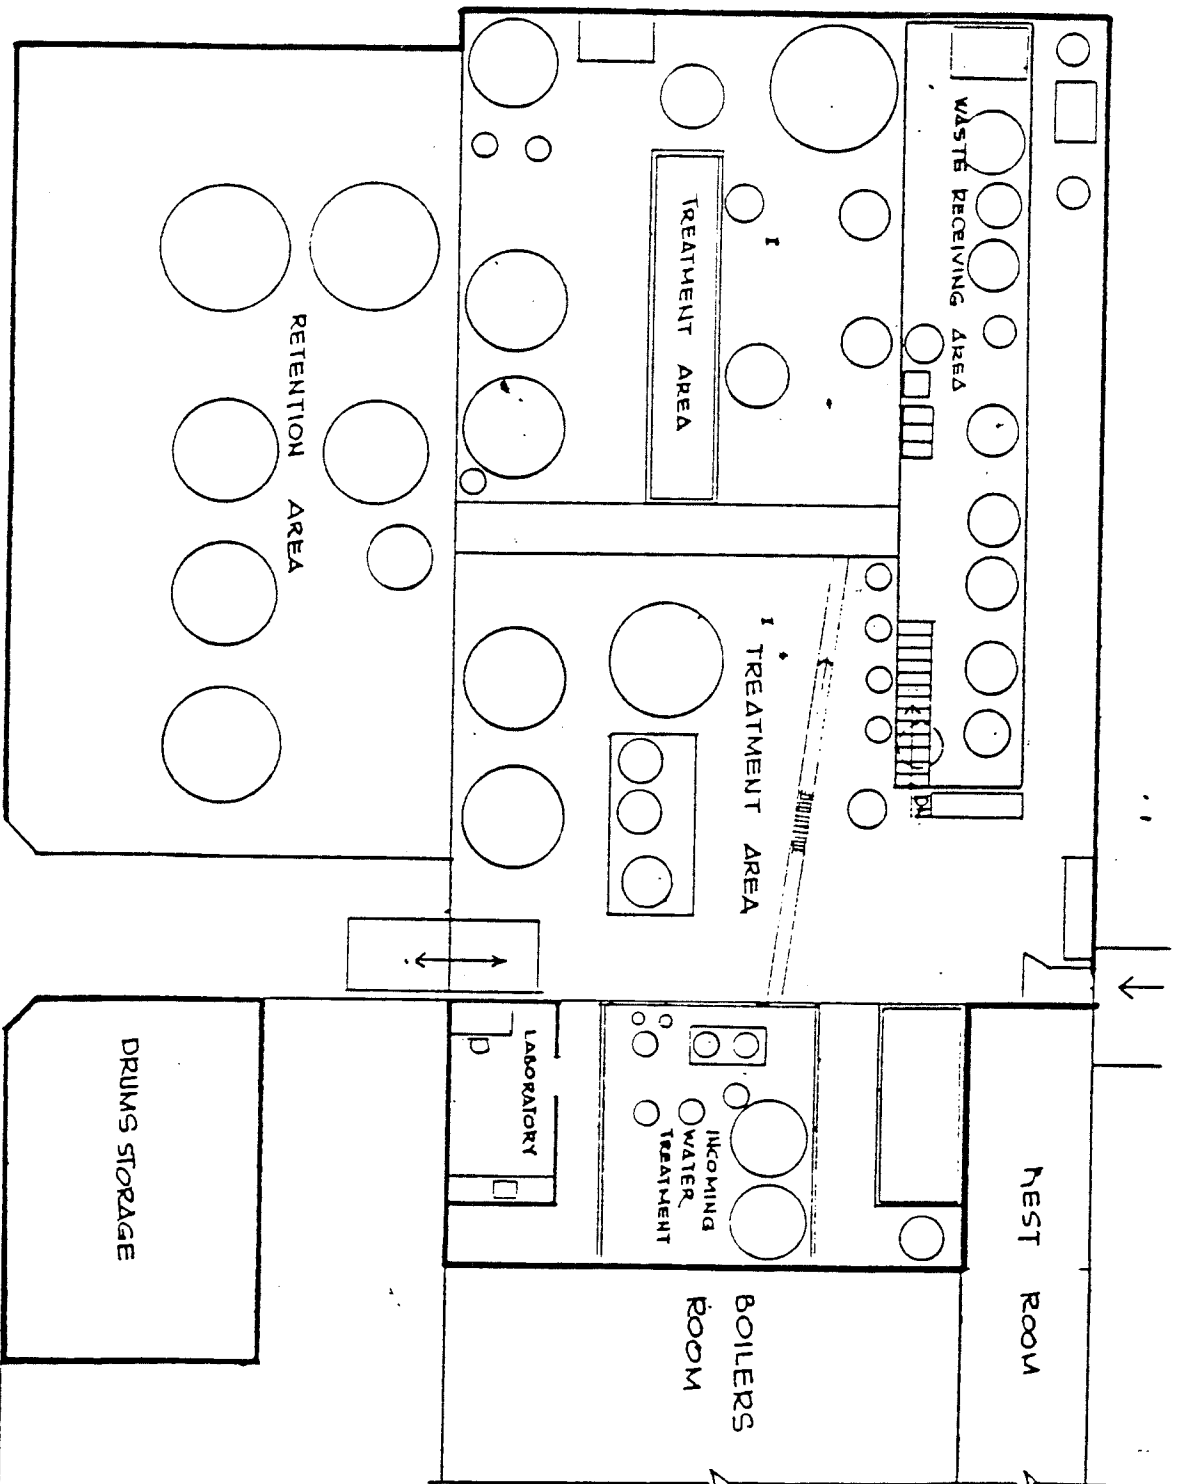 REST ROOM
WASTE RECEIVING AREA
TREATMENT AREA
TREATMENT AREA
BOILERS
ROOM
INCOMING
WATER
TREATMENT
LABORATORY
RETENTION AREA
DRUMS STORAGE